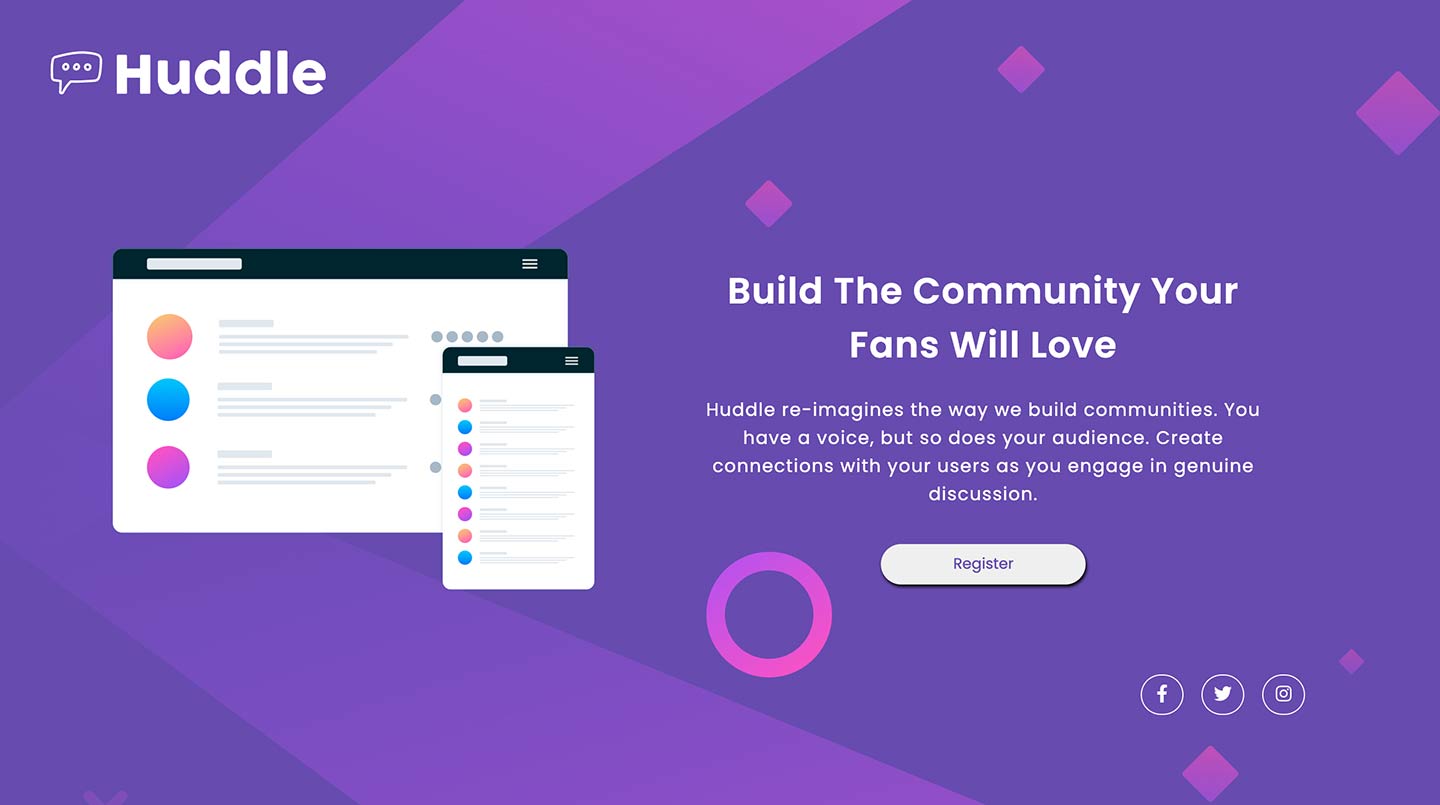 Huddle
Build The Community Your
Fans Will Love
Huddle re-imagines the way we build communities. You
have a voice, but so does your audience. Create
connections with your users as you engage in genuine
discussion.
Register